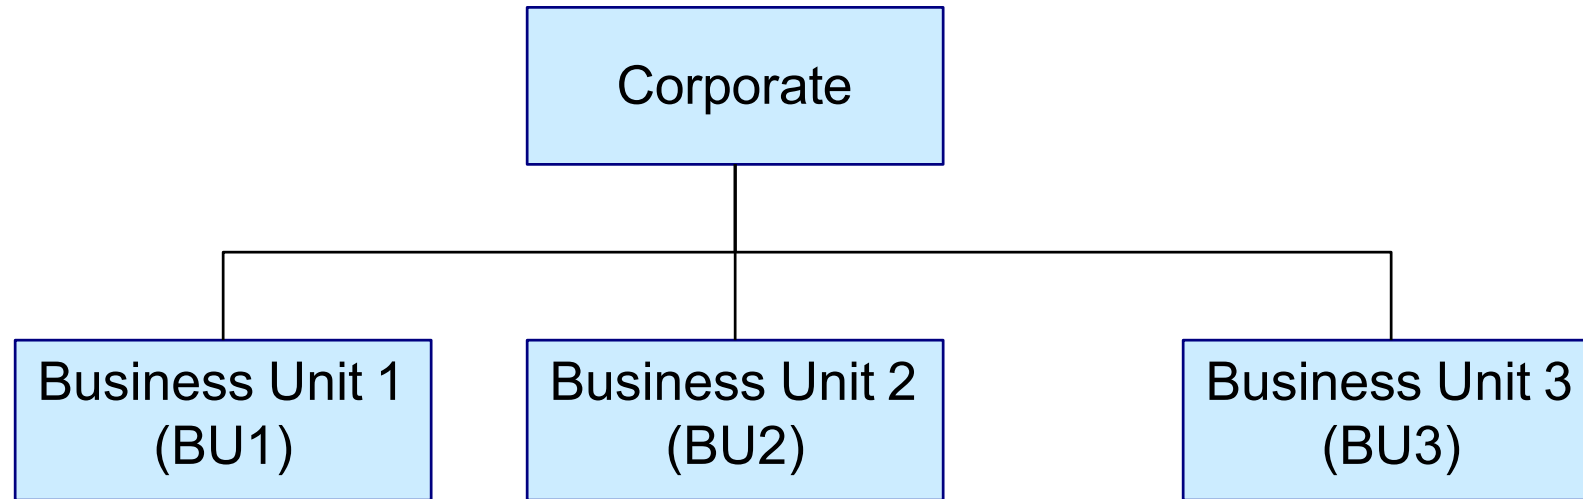 Corporate
Business Unit 1
(BU1)
Business Unit 2
(BU2)
Business Unit 3
(BU3)